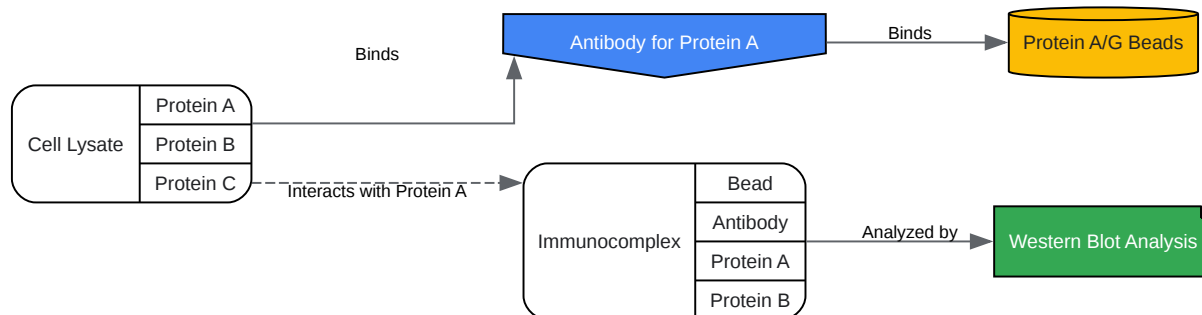 Binds
Antibody for Protein A
Binds
Protein A/G Beads
Cell Lysate
Protein A
Protein B
Protein C
Interacts with Protein A
Immunocomplex
Bead
Antibody
Protein A
Protein B
Analyzed by
Western Blot Analysis